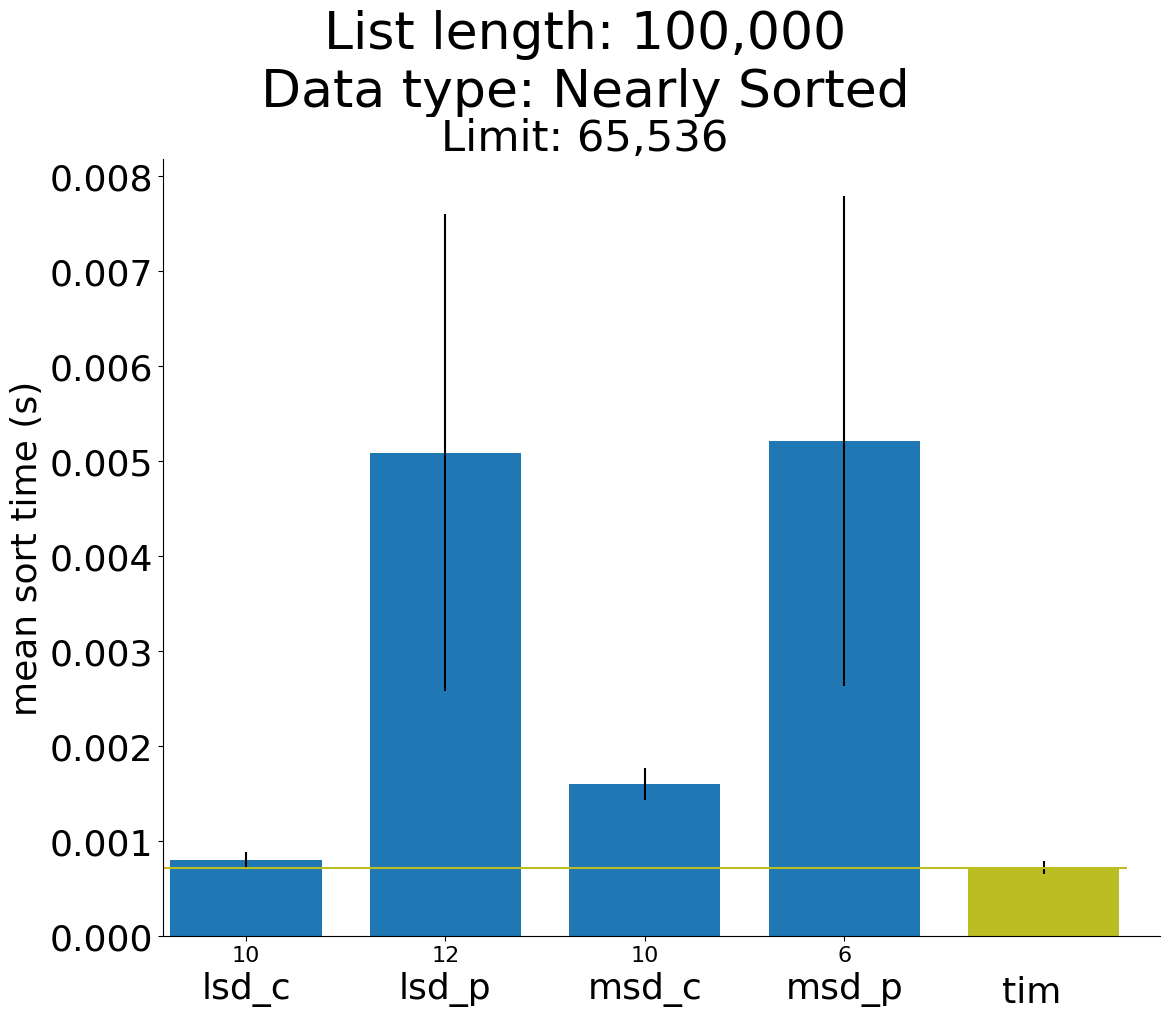 List length: 100,000
Data type: Nearly Sorted
Limit: 65,536
0.008
0.007
0.006
0.005
0.004
0.003
0.002
0.001
0.000
mean sort time (s)
10 12 10 6
lsd_c lsd_p msd_c msd_p tim